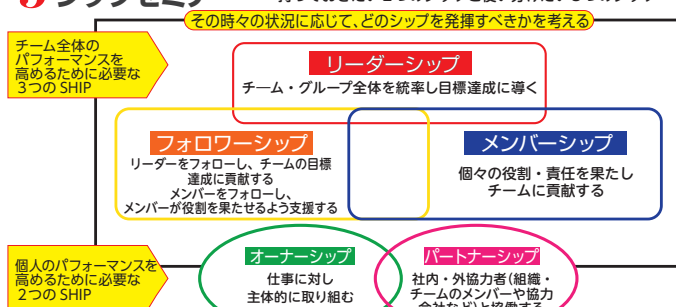 その時々の状況に応じて、どのシップを発揮すべきかを考える
チーム全体の
パフォーマンスを
高めるために必要な
3つの SHIP
リーダーシップ
チーム・グループ全体を統率し目標達成に導く
フォロワーシップ
リーダーをフォローし、チームの目標
達成に貢献する
メンバーをフォローし、
メンバーが役割を果たせるよう支援する
メンバーシップ
個々の役割・責任を果たし
チームに貢献する
個人のパフォーマンスを
高めるために必要な
2つの SHIP
オーナーシップ
仕事に対し
主体的に取り組む
パートナーシップ
社内・外協力者(組織・
チームのメンバーや協力
会社など)と協働する